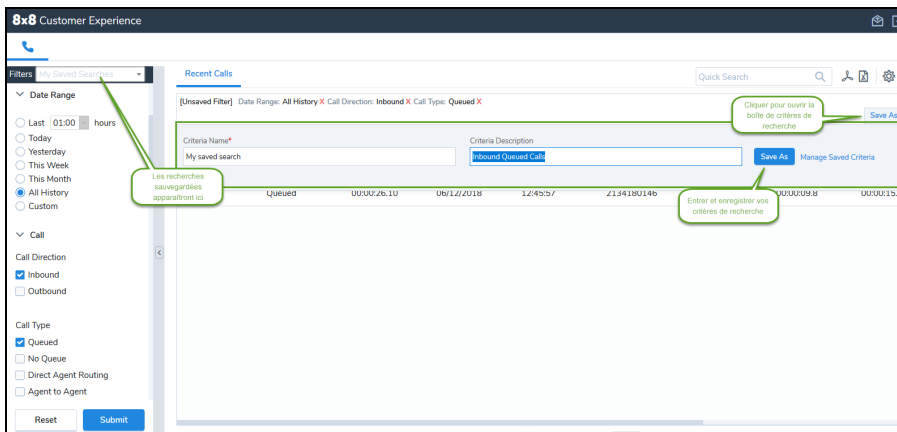 8x8 Customer Experience
Filters My Saved Searches
Date Range
Last 01:00 hours
Today
Yesterday
This Week
This Month
All History
Custom
Call
Call Direction
Inbound
Outbound
Call Type
Queued
No Queue
Direct Agent Routing
Agent to Agent
Reset Submit
Recent Calls
Quick Search
[Unsaved Filter] Date Range: All History X Call Direction: Inbound X Call Type: Queued X
Cliquer pour ouvrir la
boîte de critères de
recherche
Save As
Criteria Name*
Criteria Description
My saved search
Inbound Queued Calls
Save As Manage Saved Criteria
Les recherches
sauvegardées
apparaîtront ici
Queued 00:00:26.10 06/12/2018 12:45:57 2134180146 00:00:09.8 00:00:15.
Entrer et enregistrer vos
critères de recherche